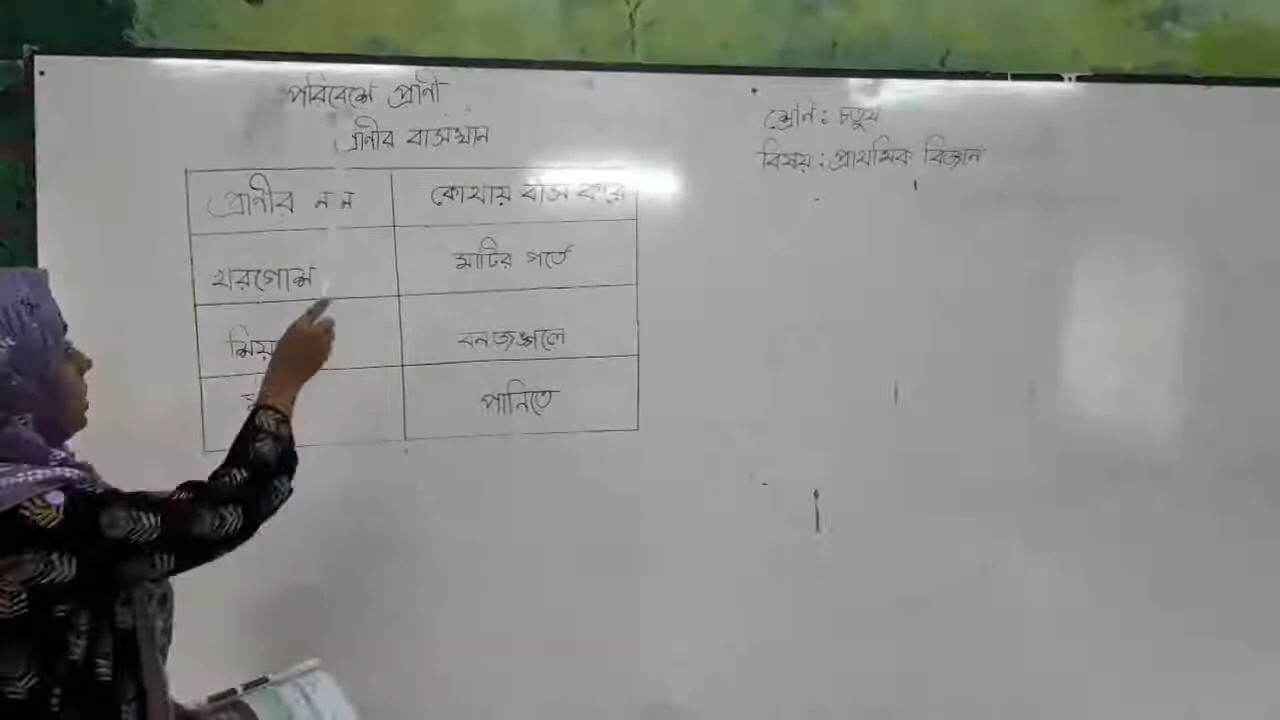 পরিবেশে প্রাণী
প্রাণীর বাসস্থান
শ্রেণি: চতুর্থ
বিষয়: প্রাথমিক বিজ্ঞান
প্রাণীর
কোথায় বাস করে
খরগোশ
মাটির গর্তে
বনজঙ্গলে
পানিতে